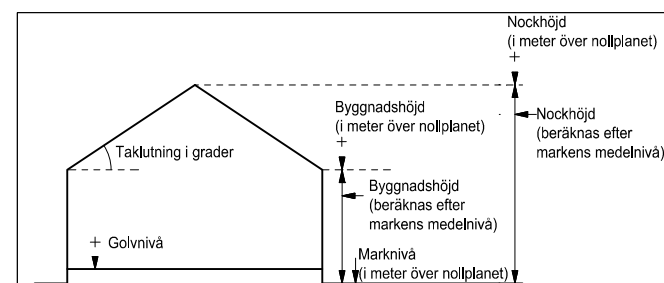 Nockhöjd
(i meter över nollplanet)
+
Byggnadshöjd
(i meter över nollplanet)
+
Nockhöjd
(beräknas efter
markens medelnivå)
Taklutning i grader
Byggnadshöjd
(beräknas efter
markens medelnivå)
+ Golvnivå
Marknivå
(i meter över nollplanet)